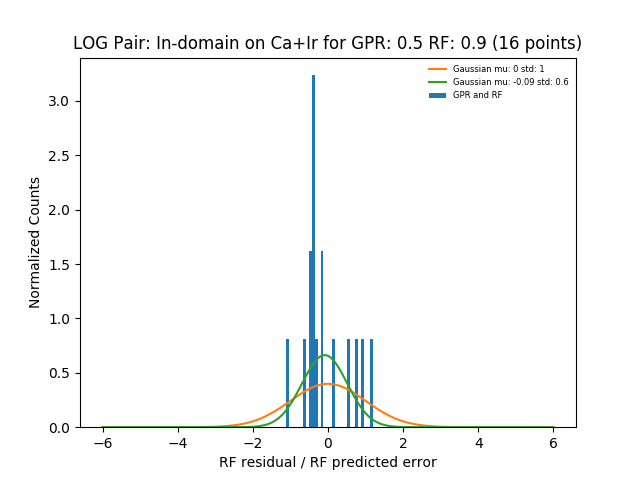 LOG Pair: In-domain on Ca+Ir for GPR: 0.5 RF: 0.9 (16 points)
Gaussian mu: 0 std: 1
Gaussian mu: -0.09 std: 0.6
GPR and RF
Normalized Counts
3.0
2.5
2.0
1.5
1.0
0.5
0.0
−6 −4 −2 0 2 4 6
RF residual / RF predicted error